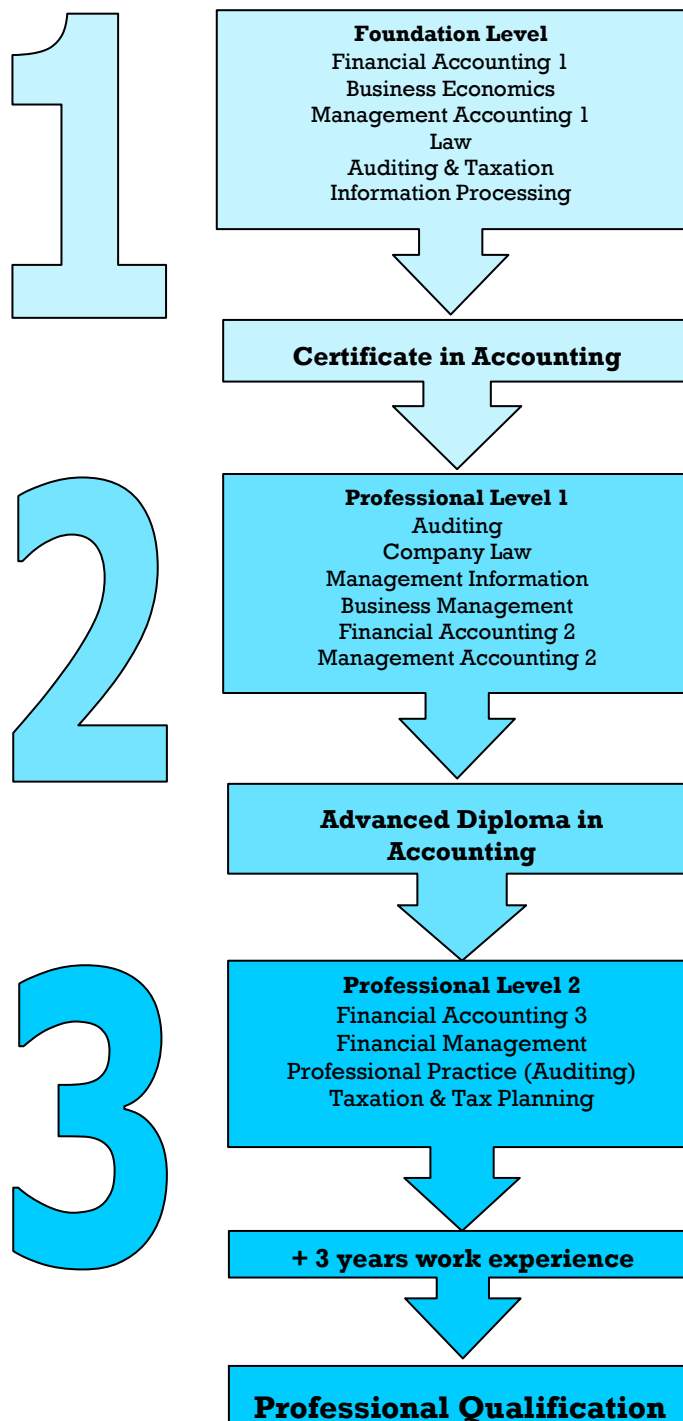 1
Foundation Level
Financial Accounting 1
Business Economics
Management Accounting 1
Law
Auditing & Taxation
Information Processing
Certificate in Accounting
2
Professional Level 1
Auditing
Company Law
Management Information
Business Management
Financial Accounting 2
Management Accounting 2
Advanced Diploma in
Accounting
3
Professional Level 2
Financial Accounting 3
Financial Management
Professional Practice (Auditing)
Taxation & Tax Planning
+ 3 years work experience
Professional Qualification